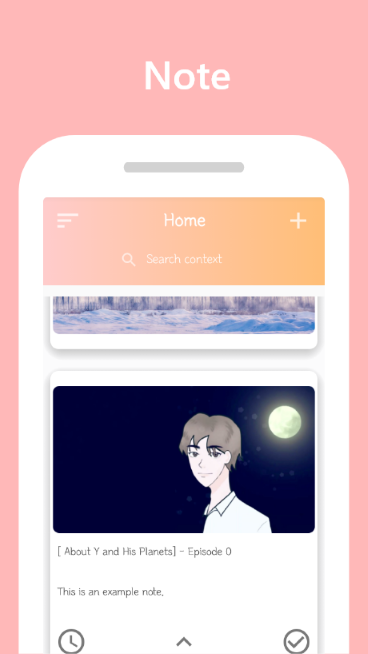 Note
Home
Search context
[ About Y and His Planets] - Episode 0
This is an example note,